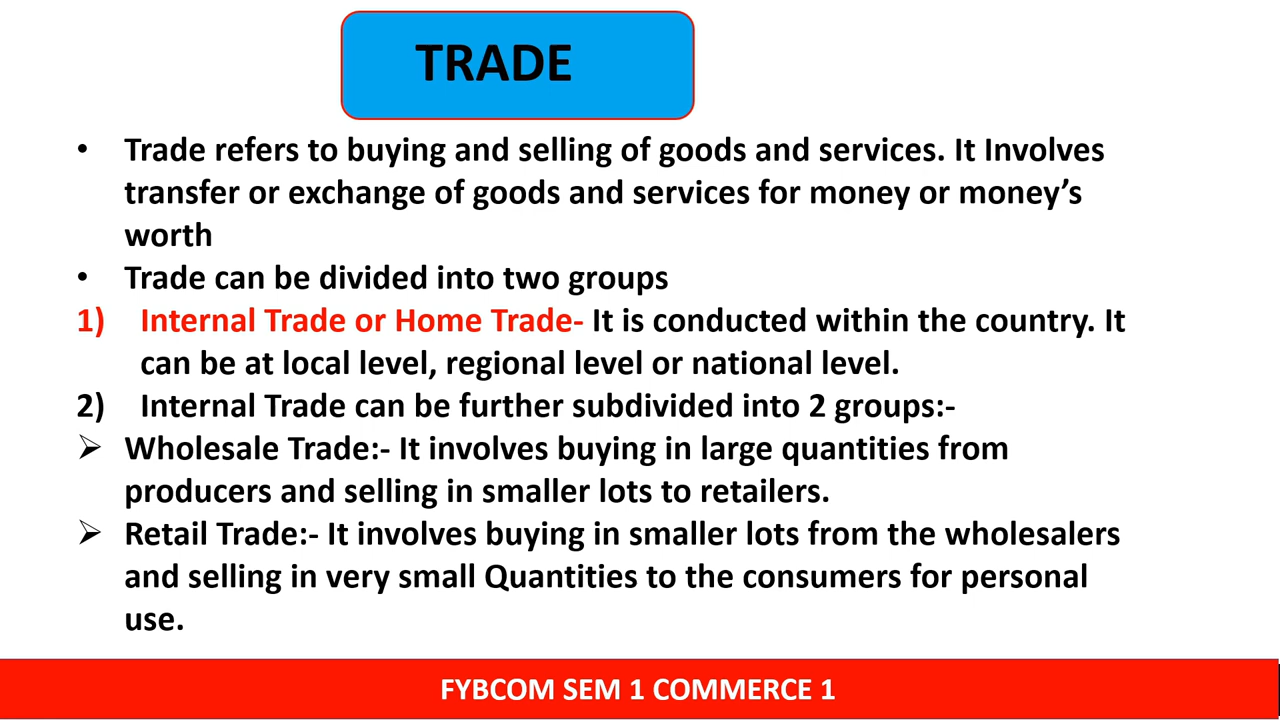 TRADE
• Trade refers to buying and selling of goods and services. It Involves
transfer or exchange of goods and services for money or money’s
worth
• Trade can be divided into two groups
1) Internal Trade or Home Trade- It is conducted within the country. It
can be at local level, regional level or national level.
2) Internal Trade can be further subdivided into 2 groups:-
➢ Wholesale Trade:- It involves buying in large quantities from
producers and selling in smaller lots to retailers.
➢ Retail Trade:- It involves buying in smaller lots from the wholesalers
and selling in very small Quantities to the consumers for personal
use.
FYBCOM SEM 1 COMMERCE 1